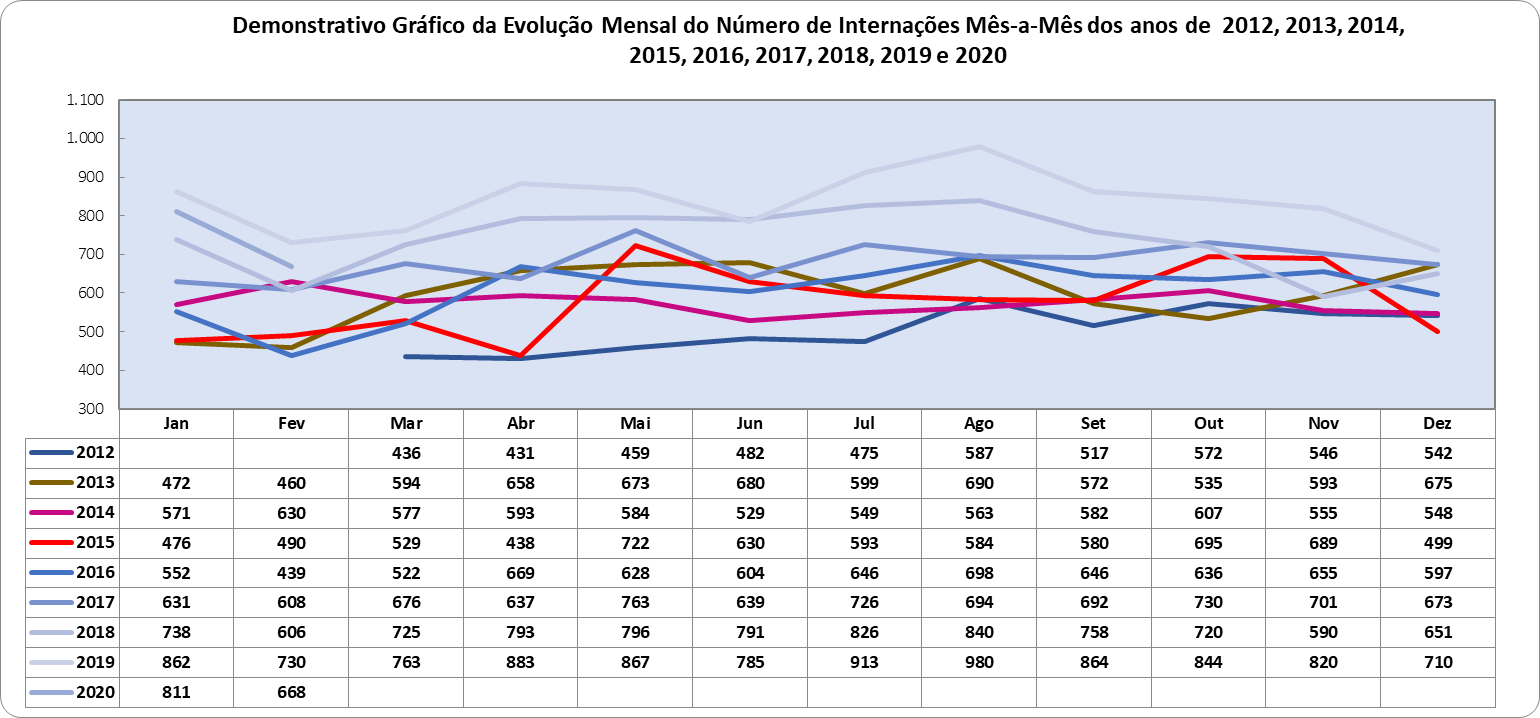 Demonstrativo Gráfico da Evolução Mensal do Número de Internações Mês-a-Mês dos anos de 2012, 2013, 2014,
2015, 2016, 2017, 2018, 2019 e 2020
1.100
1.000
900
800
700
600
500
400
300
Jan Fev Mar Abr Mai Jun Jul Ago Set Out Nov Dez
2012 436 431 459 482 475 587 517 572 546 542
2013 472 460 594 658 673 680 599 690 572 535 593 675
2014 571 630 577 593 584 529 549 563 582 607 555 548
2015 476 490 529 438 722 630 593 584 580 695 689 499
2016 552 439 522 669 628 604 646 698 646 636 655 597
2017 631 608 676 637 763 639 726 694 692 730 701 673
2018 738 606 725 793 796 791 826 840 758 720 590 651
2019 862 730 763 883 867 785 913 980 864 844 820 710
2020 811 668